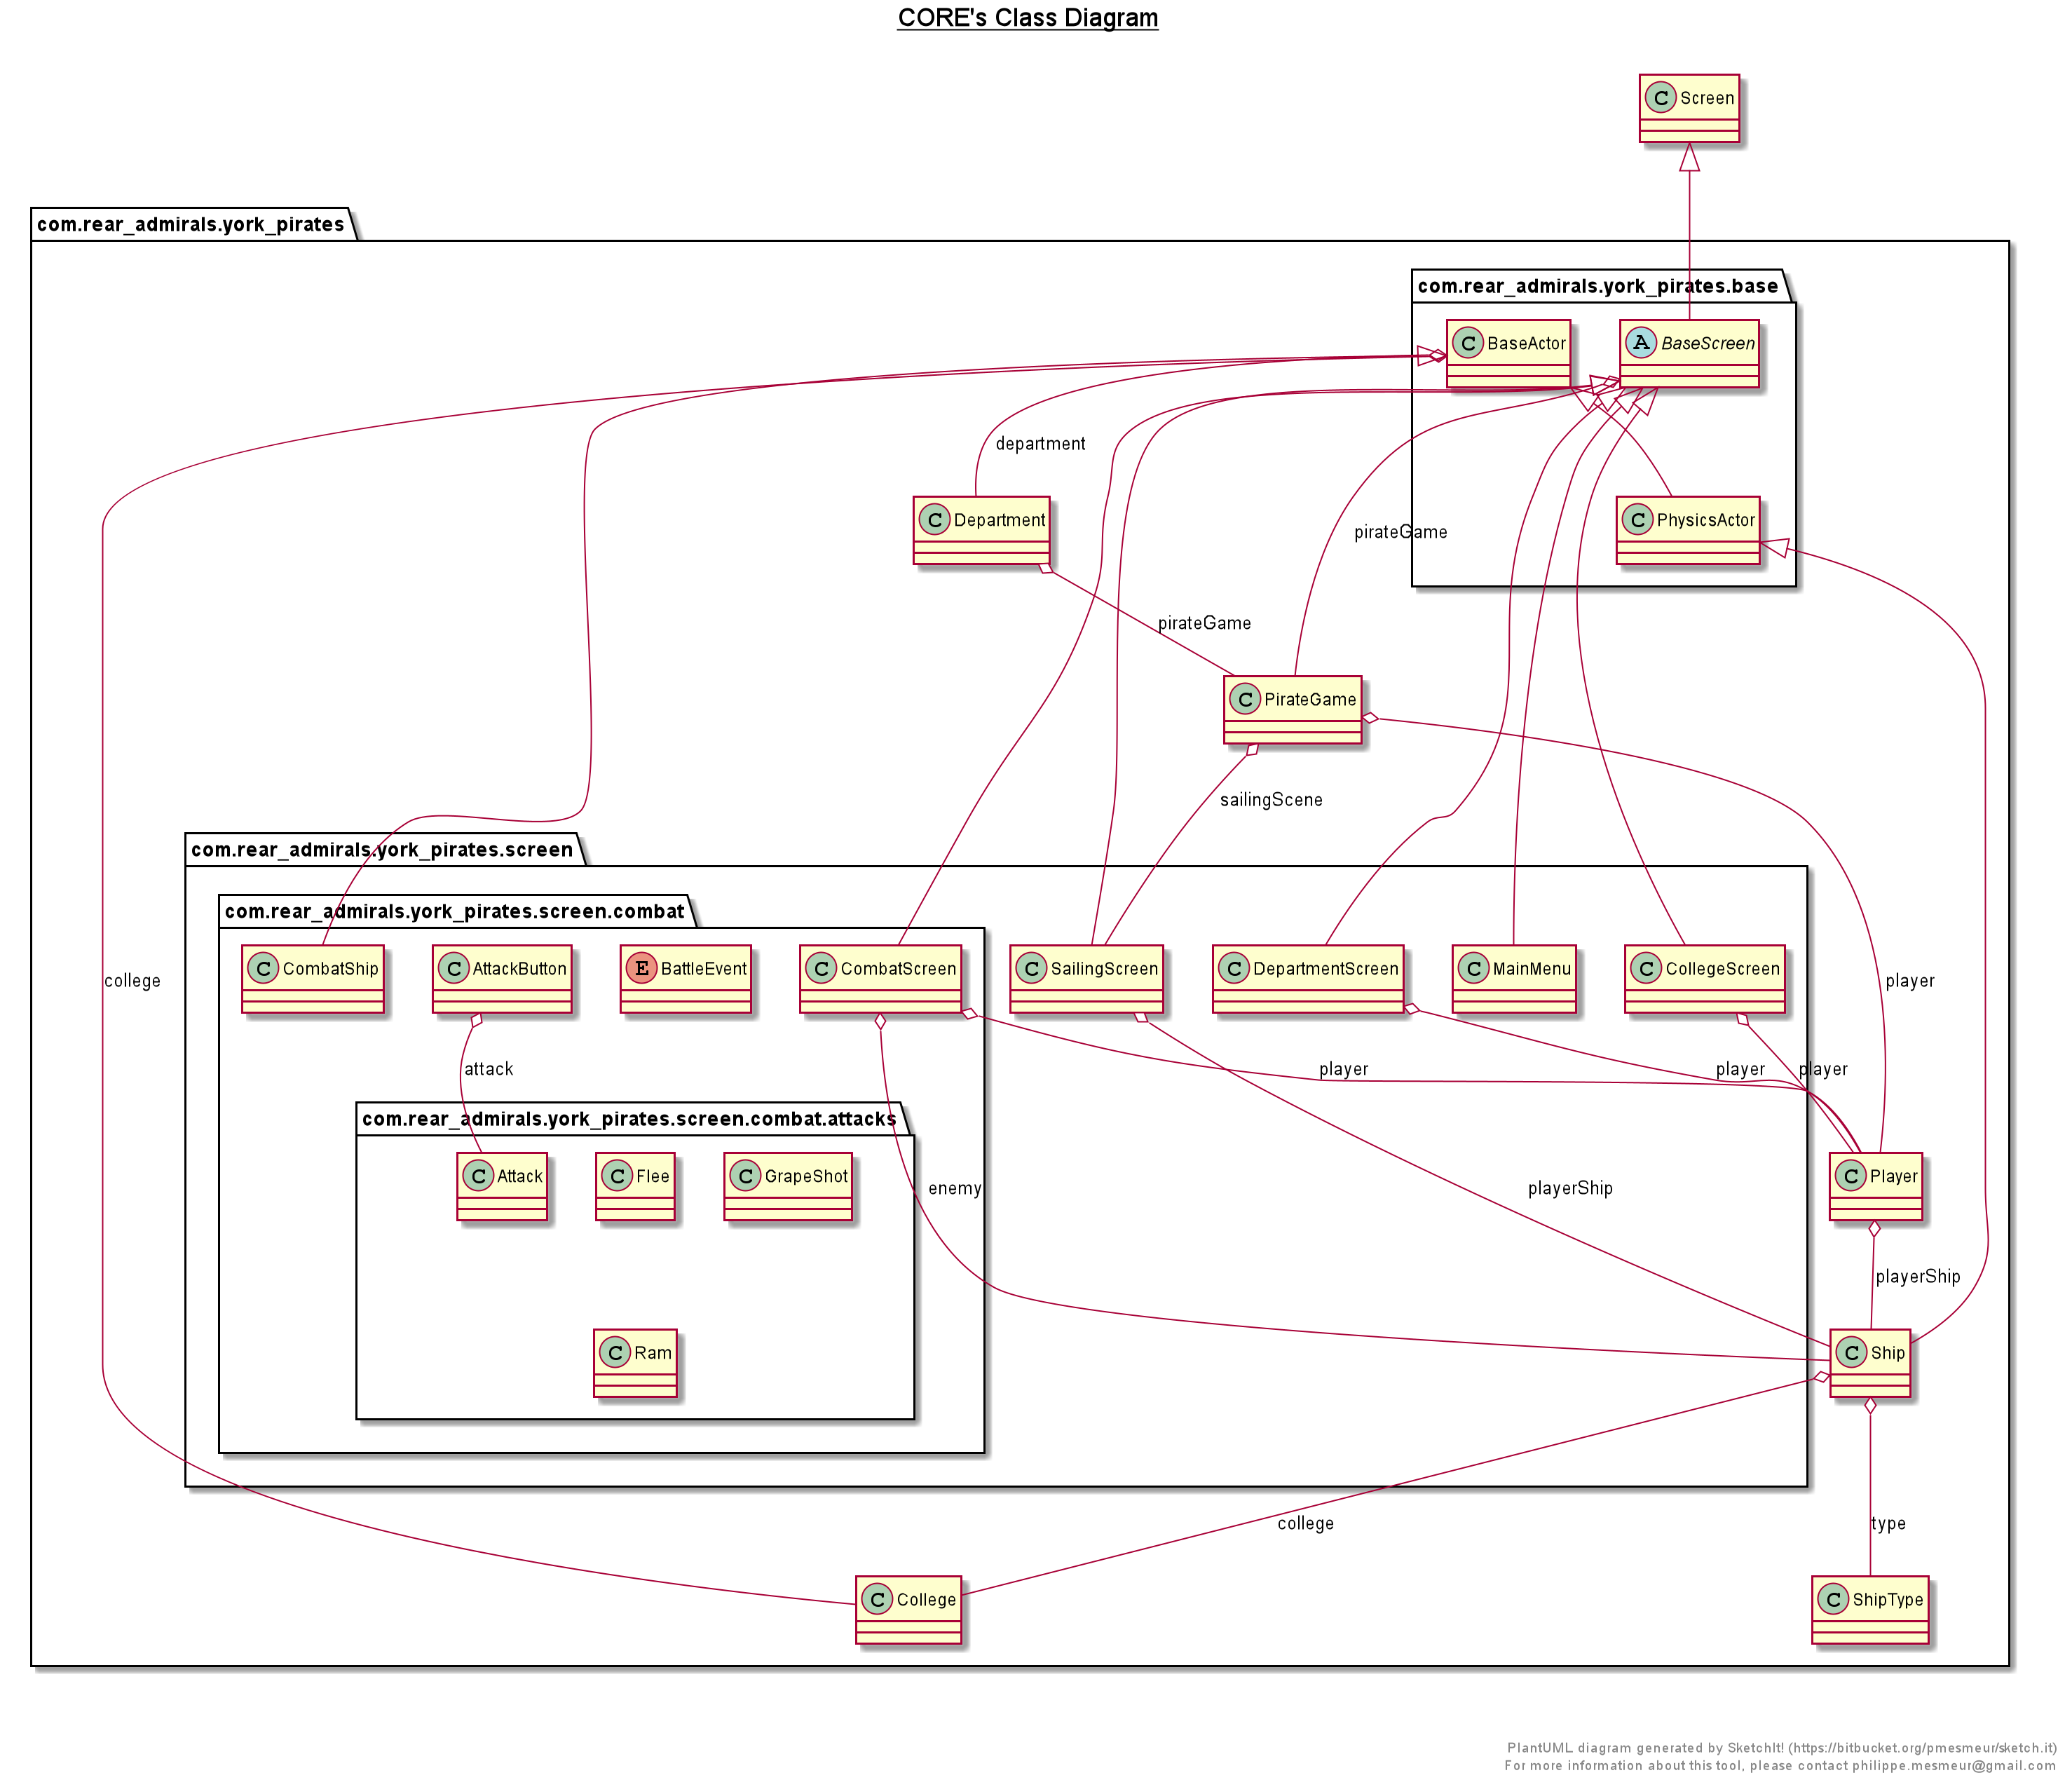 CORE's Class Diagram
C Screen
com.rear_admirals.york_pirates
com.rear_admirals.york_pirates.base
C BaseActor
A BaseScreen
department
C Department
pirateGame
C PhysicsActor
pirateGame
C PirateGame
sailingScene
com.rear_admirals.york_pirates.screen
com.rear_admirals.york_pirates.screen.combat
C CombatShip
C AttackButton
E BattleEvent
C CombatScreen
C SailingScreen
C DepartmentScreen
C MainMenu
C CollegeScreen
college
player
attack
player
player
player
com.rear_admirals.york_pirates.screen.combat.attacks
C Attack
C Flee
C GrapeShot
enemy
playerShip
C Player
playerShip
C Ram
C Ship
college
type
C College
C ShipType
PlantUML diagram generated by SketchIt! (https://bitbucket.org/pmesmeur/sketch.it)
For more information about this tool, please contact philippe.mesmeur@gmail.com